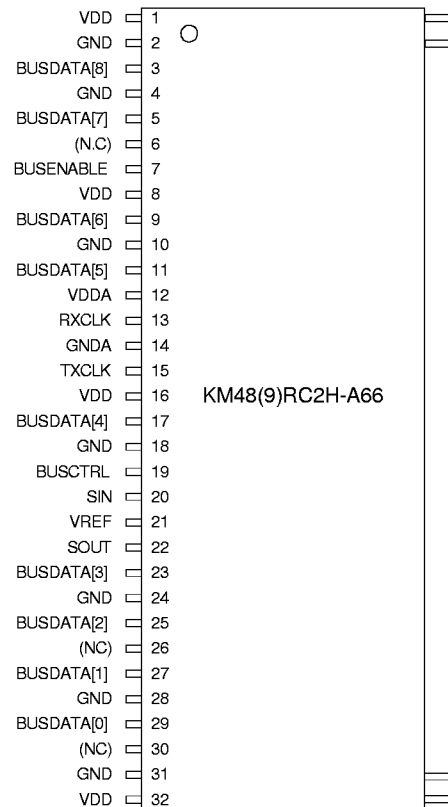 VDD 1
GND 2
BUSDATA[8] 3
GND 4
BUSDATA[7] 5
(N.C) 6
BUSENABLE 7
VDD 8
BUSDATA[6] 9
GND 10
BUSDATA[5] 11
VDDA 12
RXCLK 13
GNDA 14
TXCLK 15
VDD 16 KM48(9)RC2H-A66
BUSDATA[4] 17
GND 18
BUSCTRL 19
SIN 20
VREF 21
SOUT 22
BUSDATA[3] 23
GND 24
BUSDATA[2] 25
(NC) 26
BUSDATA[1] 27
GND 28
BUSDATA[0] 29
(NC) 30
GND 31
VDD 32